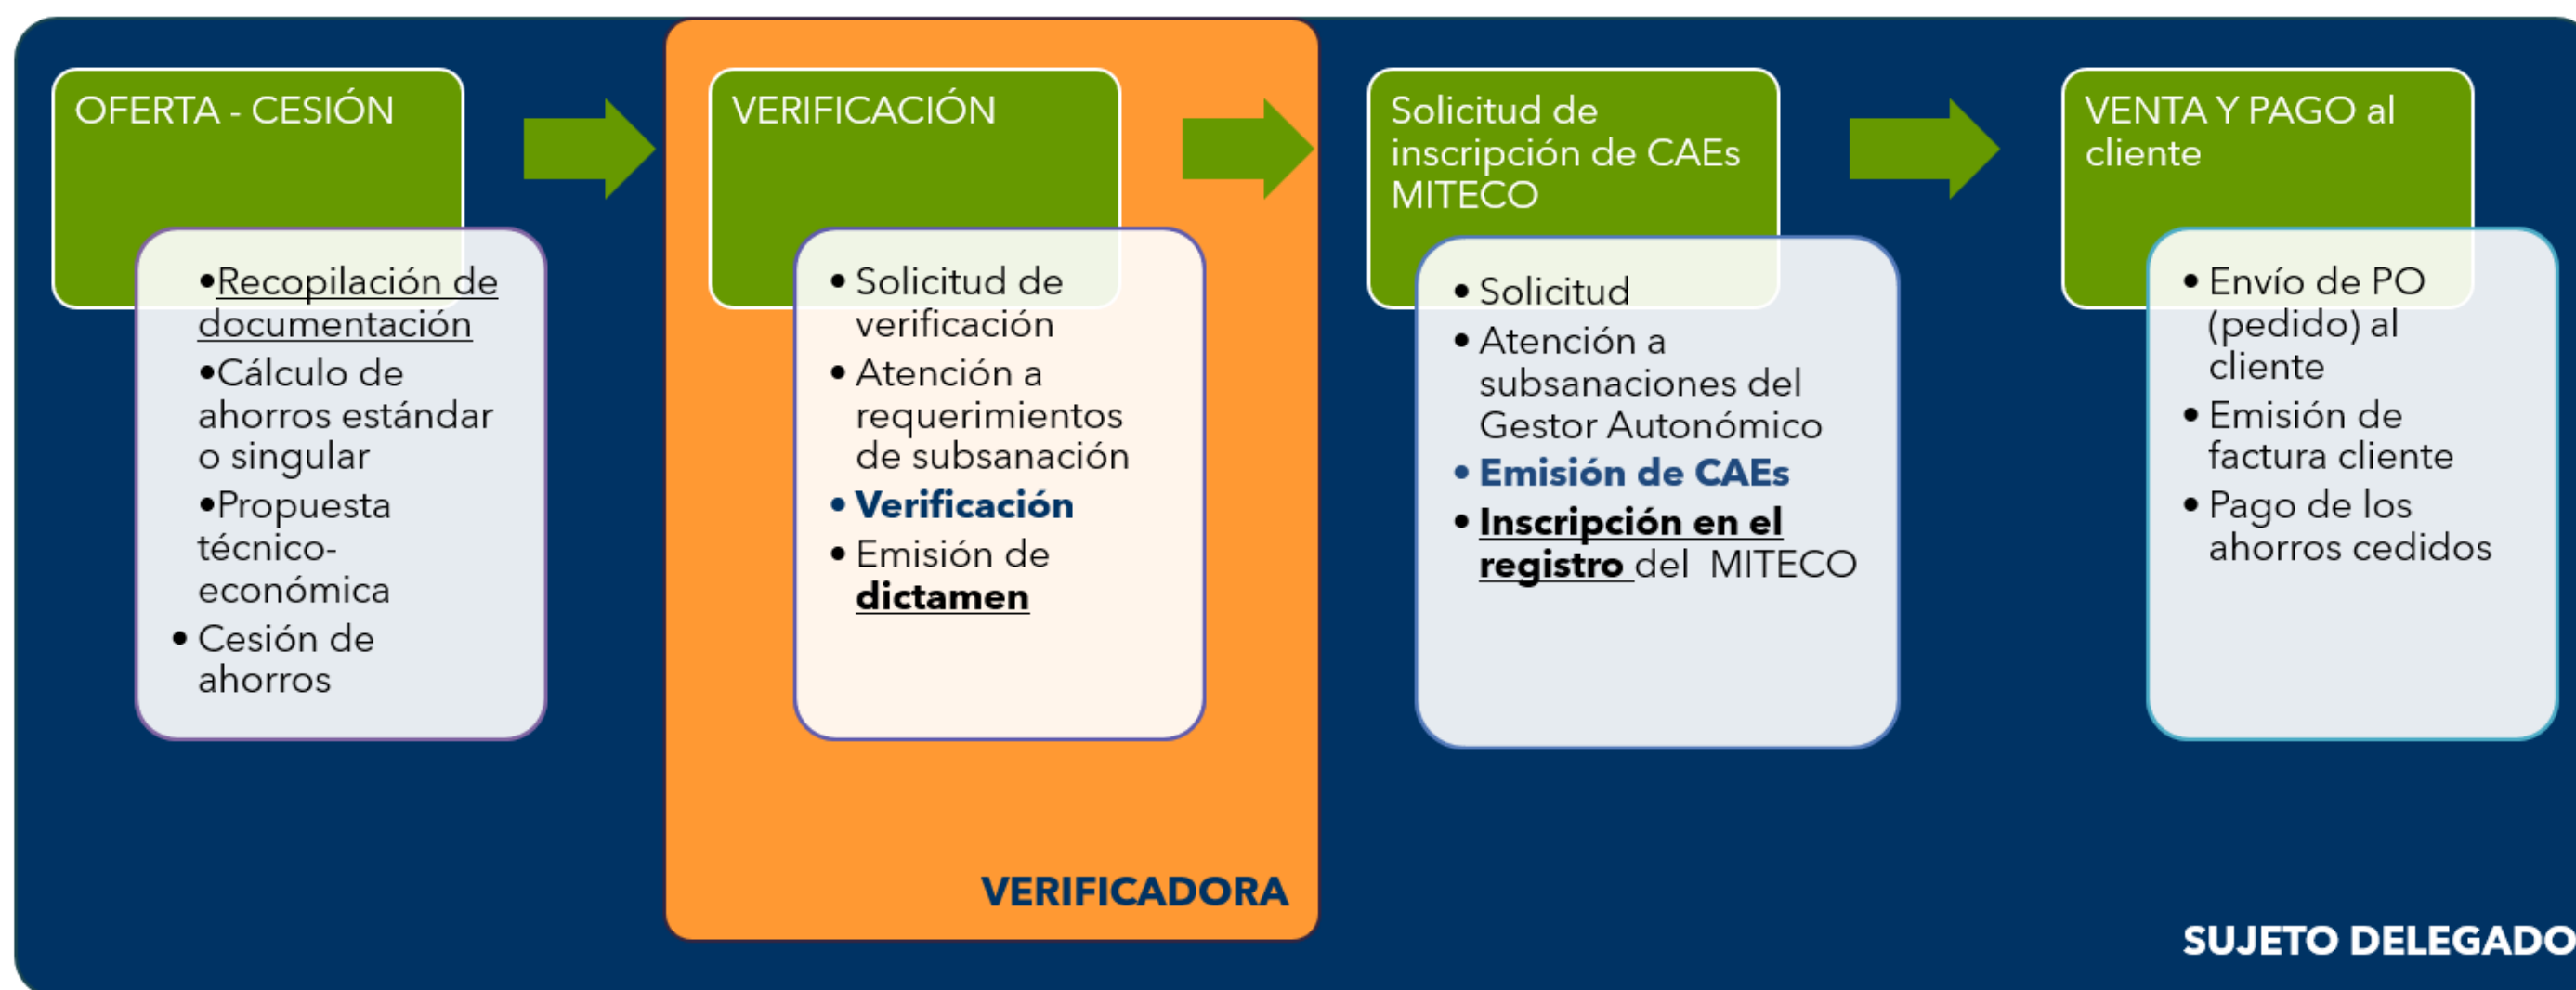 OFERTA - CESIÓN
•Recopilación de
documentación
•Cálculo de
ahorros estándar
o singular
•Propuesta
técnico-
económica
• Cesión de
ahorros
VERIFICACIÓN
• Solicitud de
verificación
• Atención a
requerimientos
de subsanación
• Verificación
• Emisión de
dictamen
VERIFICADORA
Solicitud de
inscripción de CAEs
MITECO
• Solicitud
• Atención a
subsanaciones del
Gestor Autonómico
• Emisión de CAEs
• Inscripción en el
registro del MITECO
VENTA Y PAGO al
cliente
• Envío de PO
(pedido) al
cliente
• Emisión de
factura cliente
• Pago de los
ahorros cedidos
SUJETO DELEGADO